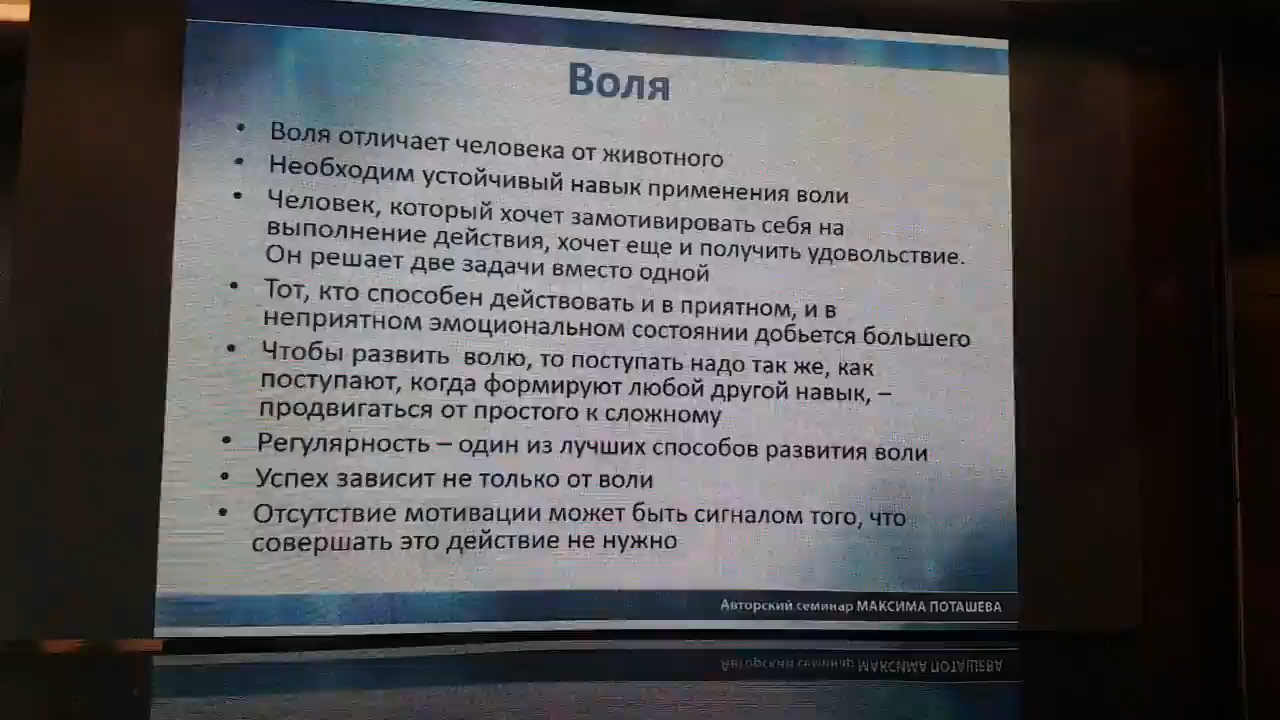 Воля
• Воля отличает человека от животного
• Необходим устойчивый навык применения воли
• Человек, который хочет замотивировать себя на
выполнение действия, хочет еще и получить удовольствие.
Он решает две задачи вместо одной
• Тот, кто способен действовать и в приятном, и в
неприятном эмоциональном состоянии добьется большего
• Чтобы развить волю, то поступать надо так же, как
поступают, когда формируют любой другой навык, –
продвигаться от простого к сложному
• Регулярность – один из лучших способов развития воли
• Успех зависит не только от воли
• Отсутствие мотивации может быть сигналом того, что
совершать это действие не нужно
Авторский семинар МАКСИМА ПОТАШЕВА